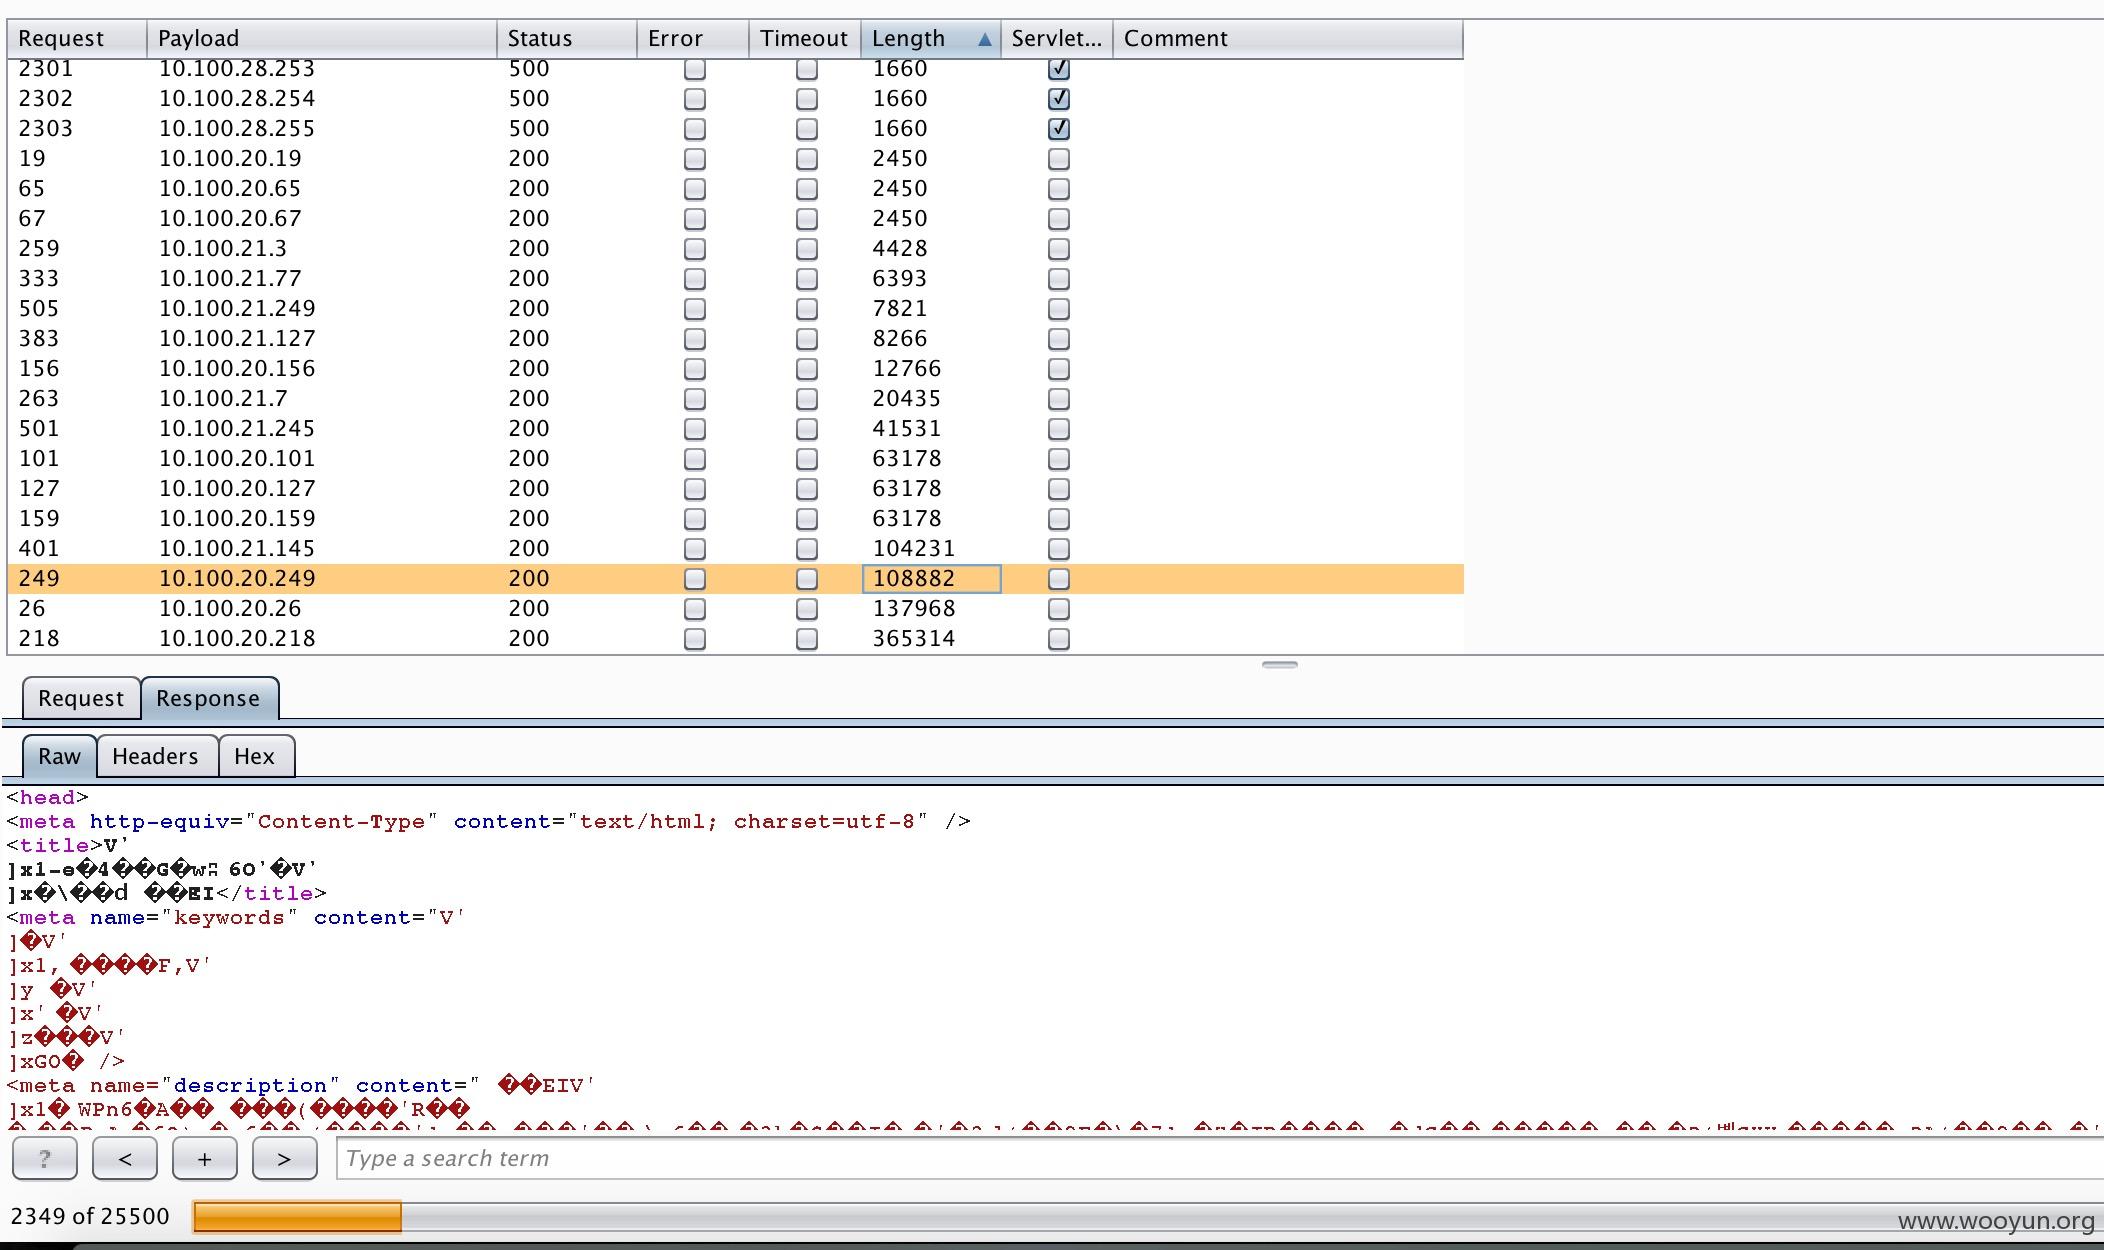 Request Payload Status Error Timeout Length Servlet... Comment
2301 10.100.28.253 500 1660
2302 10.100.28.254 500 1660
2303 10.100.28.255 500 1660
19 10.100.20.19 200 2450
65 10.100.20.65 200 2450
67 10.100.20.67 200 2450
259 10.100.21.3 200 4428
333 10.100.21.77 200 6393
505 10.100.21.249 200 7821
383 10.100.21.127 200 8266
156 10.100.20.156 200 12766
263 10.100.21.7 200 20435
501 10.100.21.245 200 41531
101 10.100.20.101 200 63178
127 10.100.20.127 200 63178
159 10.100.20.159 200 63178
401 10.100.21.145 200 104231
249 10.100.20.249 200 108882
26 10.100.20.26 200 137968
218 10.100.20.218 200 365314
Request Response
Raw Headers Hex
<head>
<meta http-equiv="Content-Type" content="text/html; charset=utf-8" />
<title>V'
]x�\��d ��EI</title>
<meta name="keywords" content="V'
]�V'
]x1, ����F,V'
]y �V'
]x' �V'
]z���V'
]xGO� />
<meta name="description" content=" ��EIV'
]x1� WPn6�A�� ���(����'R��
? < + > Type a search term
2349 of 25500
www.wooyun.org